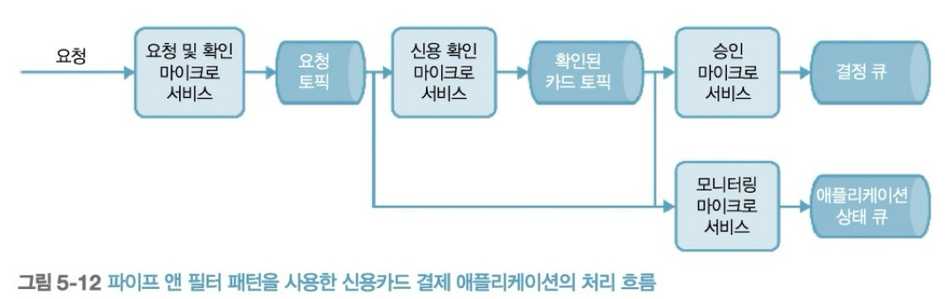 요청
요청 및 확인
마이크로
서비스
요청
토픽
신용 확인
마이크로
서비스
확인된
카드 토픽
승인
마이크로
서비스
결정 큐
모니터링
마이크로
서비스
애플리케이션
상태 큐
그림 5-12 파이프 앤 필터 패턴을 사용한 신용카드 결제 애플리케이션의 처리 흐름